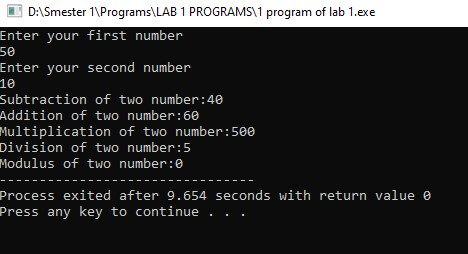 D:\Smester 1\Programs\LAB 1 PROGRAMS\1 program of lab 1.exe
Enter your first number
50
Enter your second number
10
Subtraction of two number:40
Addition of two number:60
Multiplication of two number:500
Division of two number:5
Modulus of two number:0
--------------------------------
Process exited after 9.654 seconds with return value 0
Press any key to continue . . .